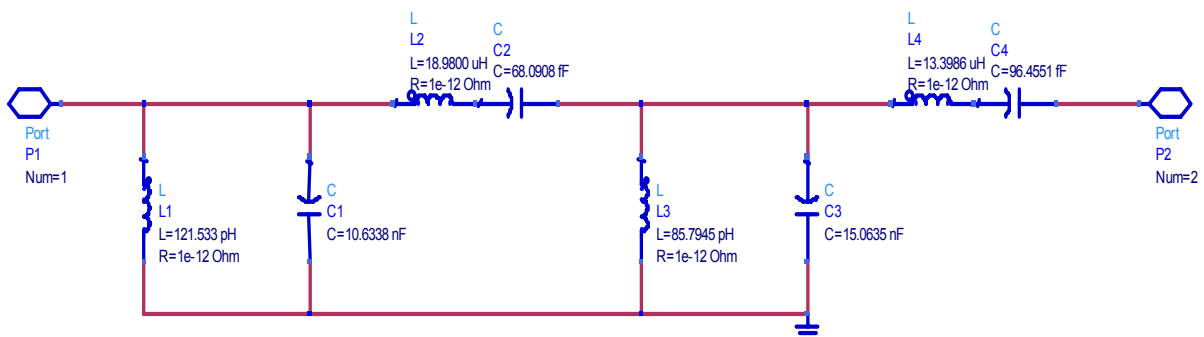 L
L2
L=18.9800 uH
R=1e-12 Ohm
C
C2
C=68.0908 fF
L
L4
L=13.3986 uH
R=1e-12 Ohm
C
C4
C=96.4551 fF
Port
P1
Num=1
L
L1
L=121.533 pH
R=1e-12 Ohm
C
C1
C=10.6338 nF
L
L3
L=85.7945 pH
R=1e-12 Ohm
C
C3
C=15.0635 nF
Port
P2
Num=2